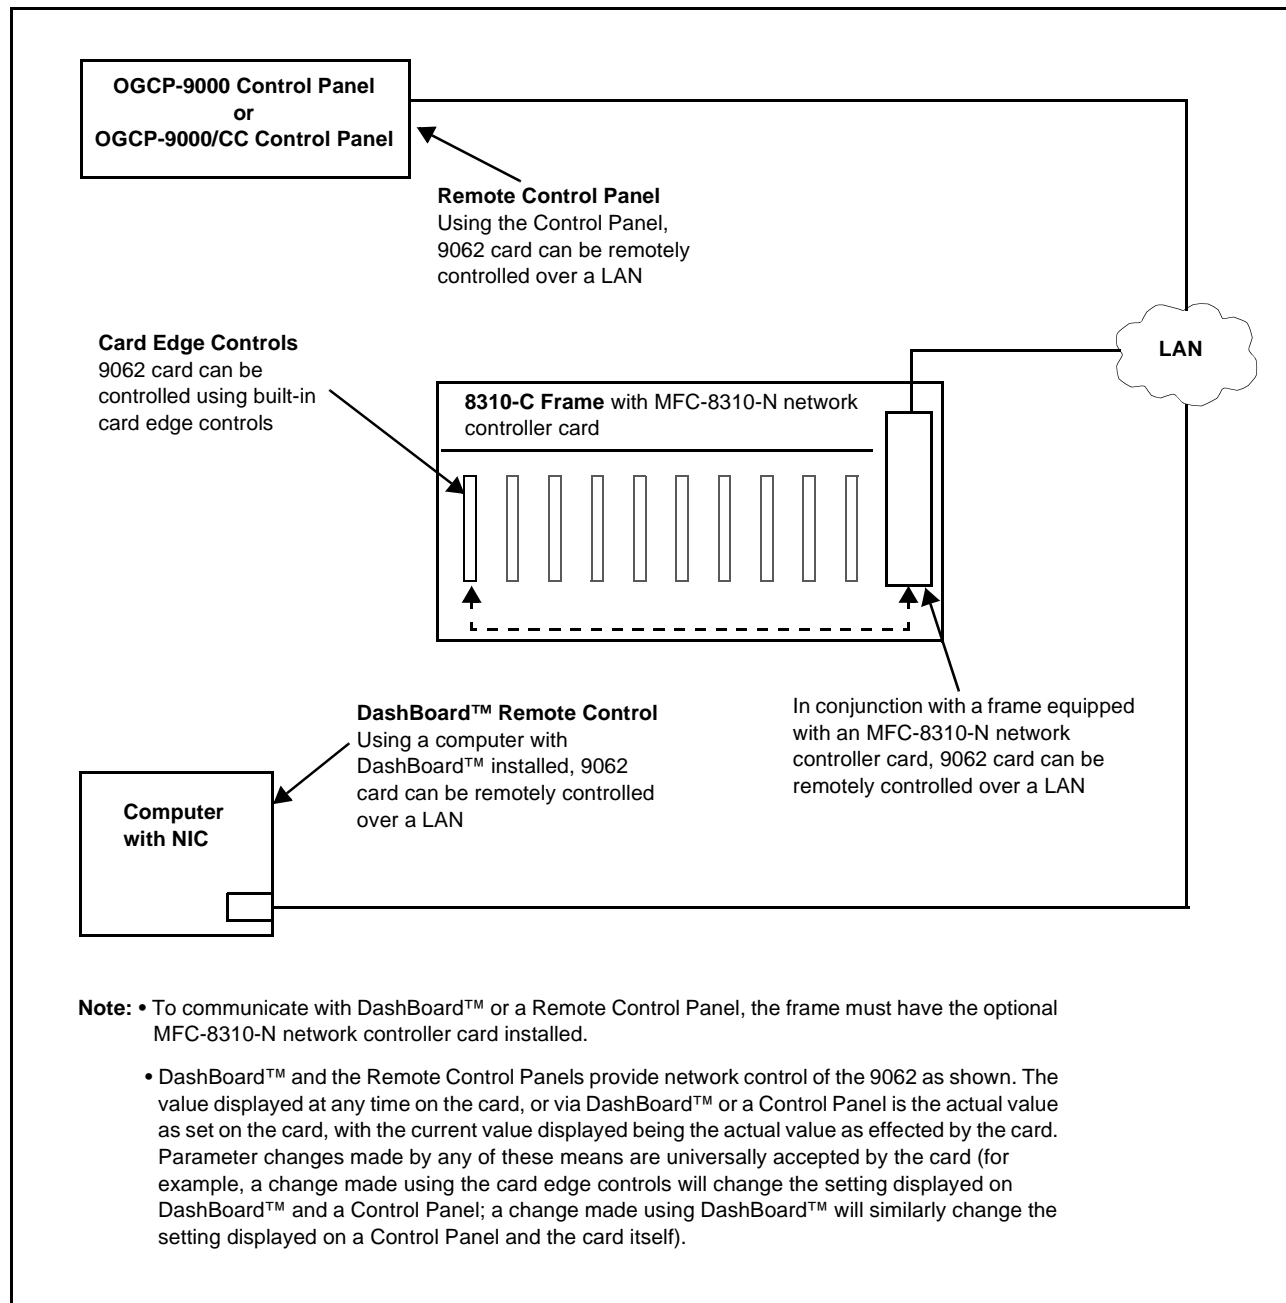 OGCP-9000 Control Panel
or
OGCP-9000/CC Control Panel
Remote Control Panel
Using the Control Panel,
9062 card can be remotely
controlled over a LAN
LAN
Card Edge Controls
9062 card can be
controlled using built-in
card edge controls
8310-C Frame with MFC-8310-N network
controller card
DashBoard™ Remote Control
Using a computer with
DashBoard™ installed, 9062
card can be remotely controlled
over a LAN
In conjunction with a frame equipped
with an MFC-8310-N network
controller card, 9062 card can be
remotely controlled over a LAN
Computer
with NIC
Note: • To communicate with DashBoard™ or a Remote Control Panel, the frame must have the optional
MFC-8310-N network controller card installed.
• DashBoard™ and the Remote Control Panels provide network control of the 9062 as shown. The
value displayed at any time on the card, or via DashBoard™ or a Control Panel is the actual value
as set on the card, with the current value displayed being the actual value as effected by the card.
Parameter changes made by any of these means are universally accepted by the card (for
example, a change made using the card edge controls will change the setting displayed on
DashBoard™ and a Control Panel; a change made using DashBoard™ will similarly change the
setting displayed on a Control Panel and the card itself).